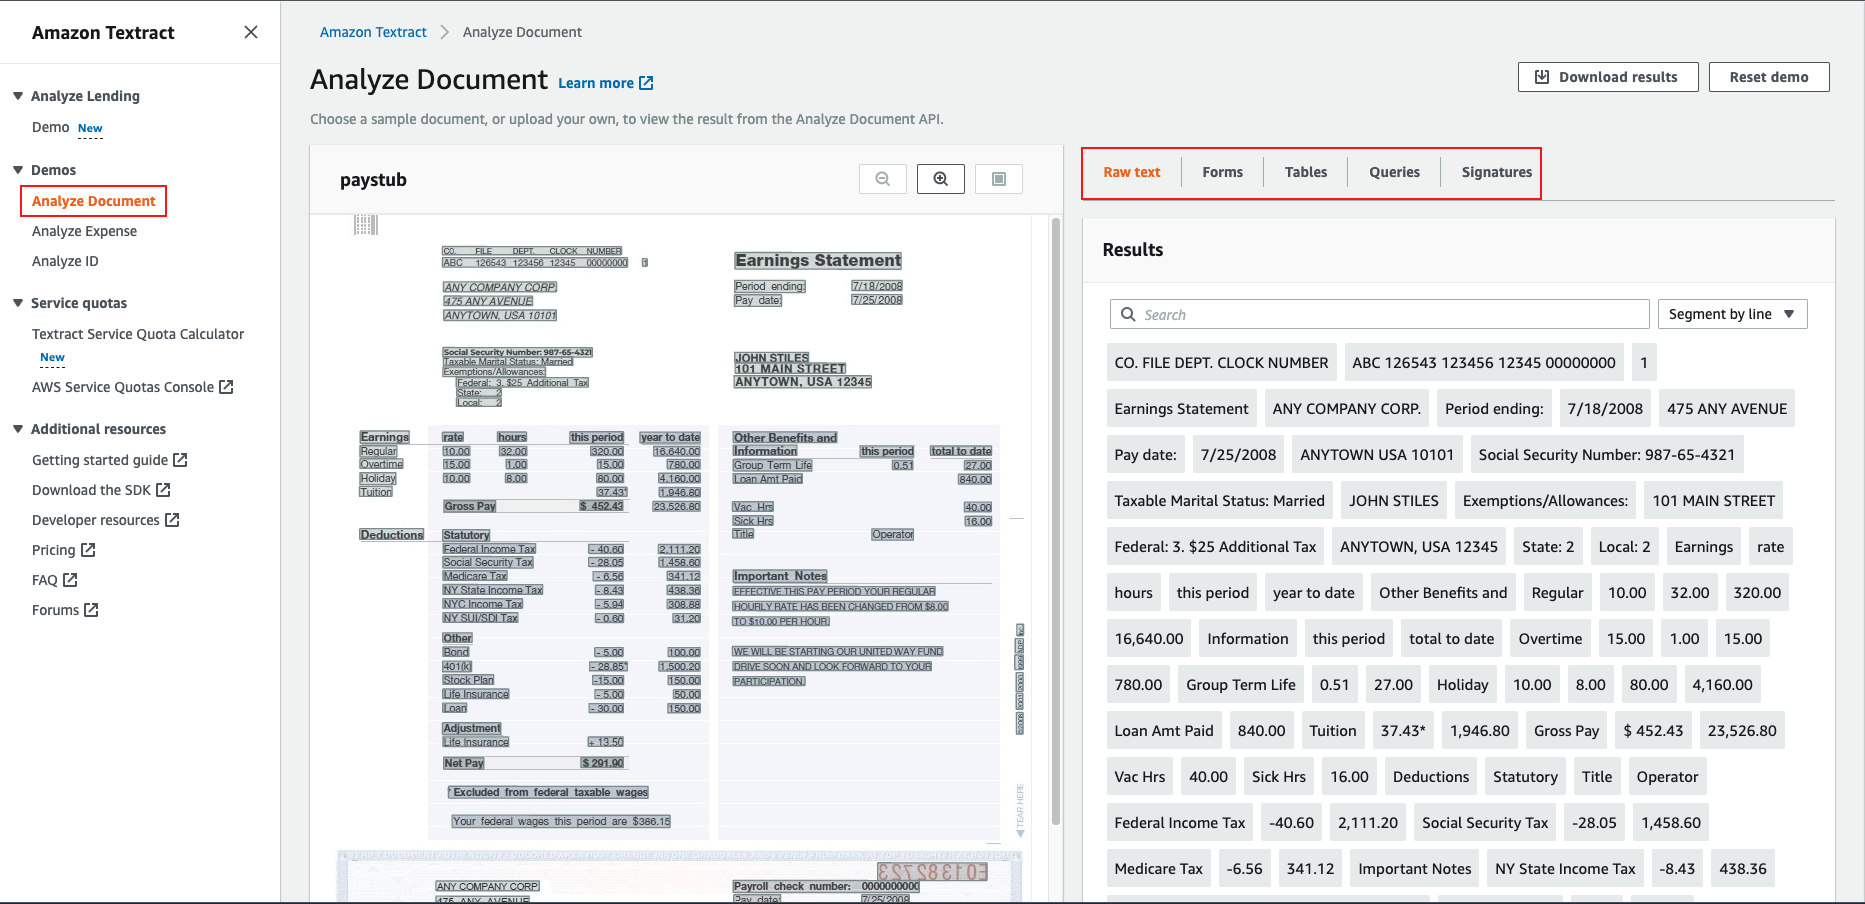 Amazon Textract
Analyze Lending
Demo New
Demos
Analyze Document
Analyze Expense
Analyze ID
Service quotas
Textract Service Quota Calculator
New
AWS Service Quotas Console
Additional resources
Getting started guide
Download the SDK
Developer resources
Pricing
FAQ
Forums
Amazon Textract > Analyze Document
Analyze Document Learn more
Download results Reset demo
Choose a sample document, or upload your own, to view the result from the Analyze Document API.
paystub
CO. FILE DEPT. CLOCK NUMBER
ABC 126543 123456 12345 00000000 1
Earnings Statement
ANY COMPANY CORP.
475 ANY AVENUE
ANYTOWN, USA 10101
Period ending: 7/18/2008
Pay date: 7/25/2008
Social Security Number: 987-65-4321
Taxable Marital Status: Married
Exemptions/Allowances:
Federal: 3. $25 Additional Tax
State: 2
Local: 2
JOHN STILES
101 MAIN STREET
ANYTOWN, USA 12345
Earnings rate hours this period year to date
Regular 10.00 32.00 320.00 16,640.00
Overtime 15.00 1.00 15.00 780.00
Holiday 10.00 8.00 80.00 4,160.00
Tuition 37.43* 1,946.80
Gross Pay $ 452.43 23,526.80
Deductions Statutory
Federal Income Tax - 40.60 2,111.20
Social Security Tax - 28.05 1,458.60
Medicare Tax - 6.56 341.12
NY State Income Tax - 8.43 438.36
NYC Income Tax - 5.94 308.88
NY SUI/SDI Tax - 0.60 31.20
Other
Bond - 5.00 100.00
401(k) - 28.85* 1,500.20
Stock Plan -15.00 150.00
Life Insurance - 5.00 50.00
Loan - 30.00 150.00
Adjustment
Life Insurance + 13.50
Net Pay $ 291.90
* Excluded from federal taxable wages
Your federal wages this period are $386.15
Other Benefits and
Information this period total to date
Group Term Life 0.51 27.00
Loan Amt Paid 840.00
Vac Hrs 40.00
Sick Hrs 16.00
Title Operator
Important Notes
EFFECTIVE THIS PAY PERIOD YOUR REGULAR
HOURLY RATE HAS BEEN CHANGED FROM $8.00
TO $10.00 PER HOUR.
WE WILL BE STARTING OUR UNITED WAY FUND
DRIVE SOON AND LOOK FORWARD TO YOUR
PARTICIPATION.
TEAR HERE
E01382723
ANY COMPANY CORP.
475 ANY AVENUE
Payroll check number: 0000000000
Pay date: 7/25/2008
Raw text Forms Tables Queries Signatures
Results
Search Segment by line
CO. FILE DEPT. CLOCK NUMBER ABC 126543 123456 12345 00000000 1
Earnings Statement ANY COMPANY CORP. Period ending: 7/18/2008 475 ANY AVENUE
Pay date: 7/25/2008 ANYTOWN USA 10101 Social Security Number: 987-65-4321
Taxable Marital Status: Married JOHN STILES Exemptions/Allowances: 101 MAIN STREET
Federal: 3. $25 Additional Tax ANYTOWN, USA 12345 State: 2 Local: 2 Earnings rate
hours this period year to date Other Benefits and Regular 10.00 32.00 320.00
16,640.00 Information this period total to date Overtime 15.00 1.00 15.00
780.00 Group Term Life 0.51 27.00 Holiday 10.00 8.00 80.00 4,160.00
Loan Amt Paid 840.00 Tuition 37.43* 1,946.80 Gross Pay $ 452.43 23,526.80
Vac Hrs 40.00 Sick Hrs 16.00 Deductions Statutory Title Operator
Federal Income Tax -40.60 2,111.20 Social Security Tax -28.05 1,458.60
Medicare Tax -6.56 341.12 Important Notes NY State Income Tax -8.43 438.36